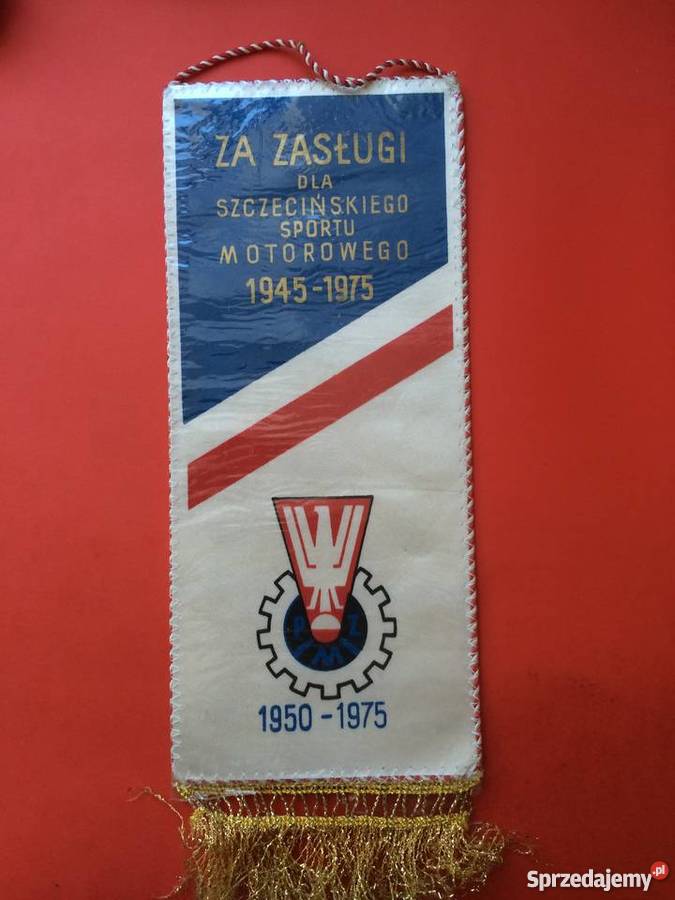 ZA ZASŁUGI
DLA
SZCZECIŃSKIEGO
SPORTU
MOTOROWEGO
1945-1975
P Z
M
1950-1975
Sprzedajemy.pl